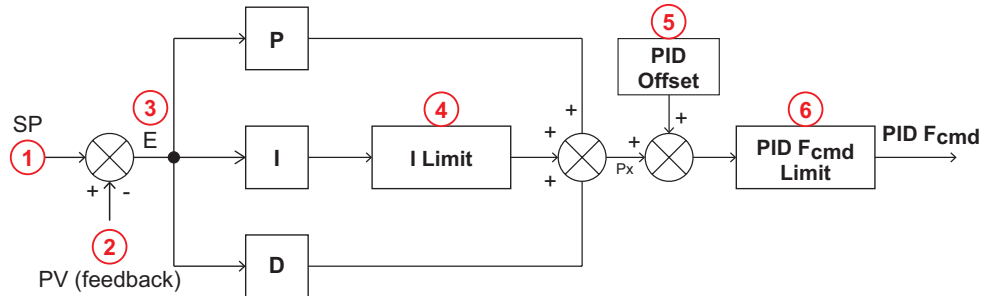 SP
1
+
-
2
PV (feedback)
3
E
P
I
D
4
I Limit
+
+
+
Px
+
5
PID
Offset
+
6
PID Fcmd
Limit
PID Fcmd